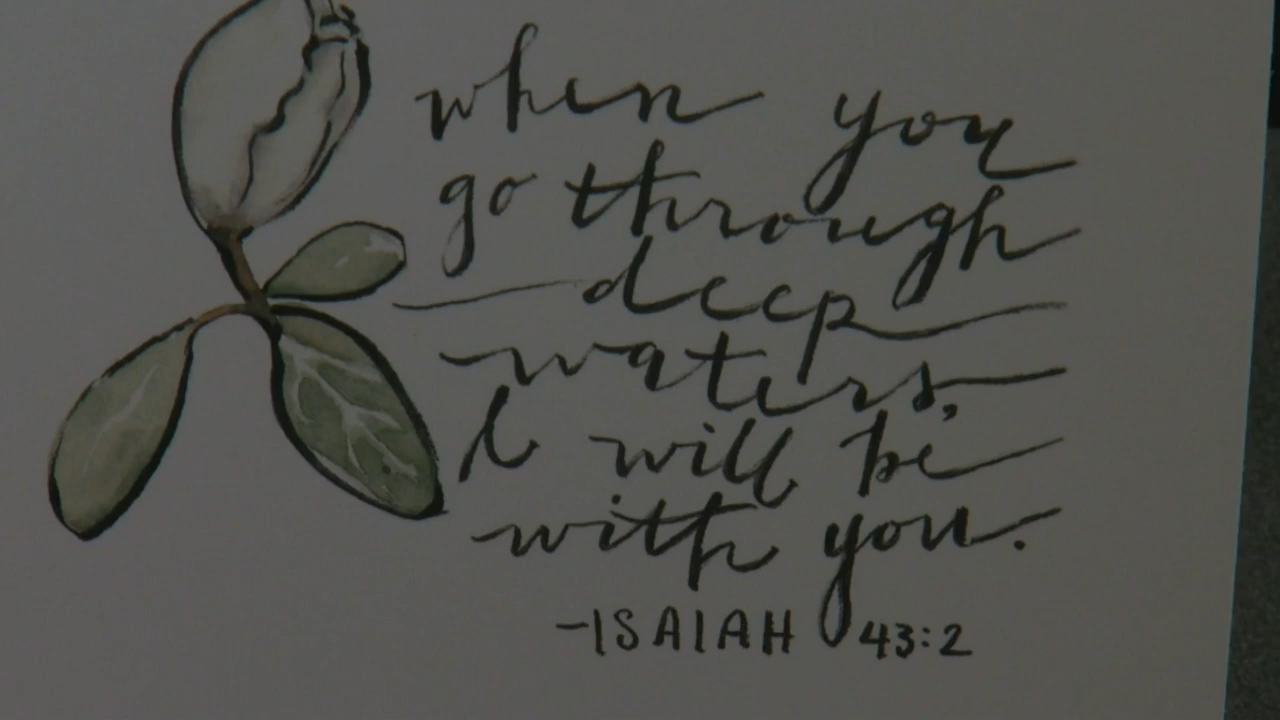 when you
go through
deep
waters,
I will be
with you.
-ISAIAH 43:2